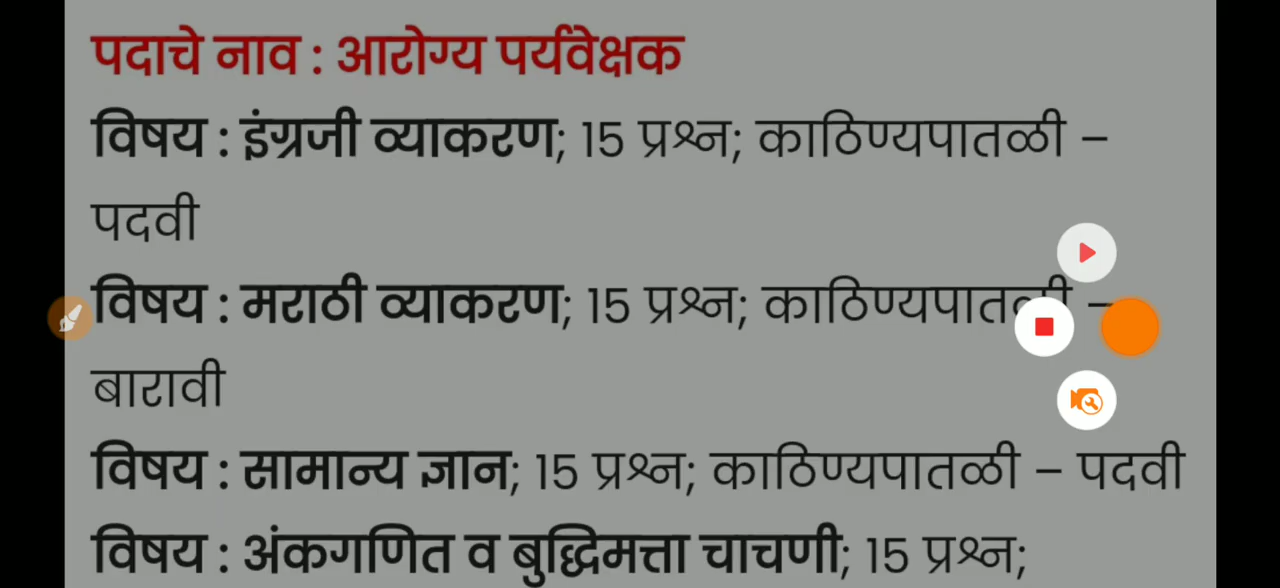 पदाचे नाव : आरोग्य पर्यवेक्षक
विषय : इंग्रजी व्याकरण; 15 प्रश्न; काठिण्यपातळी –
पदवी
विषय : मराठी व्याकरण; 15 प्रश्न; काठिण्यपातळी –
बारावी
विषय : सामान्य ज्ञान; 15 प्रश्न; काठिण्यपातळी – पदवी
विषय : अंकगणित व बुद्धिमत्ता चाचणी; 15 प्रश्न;